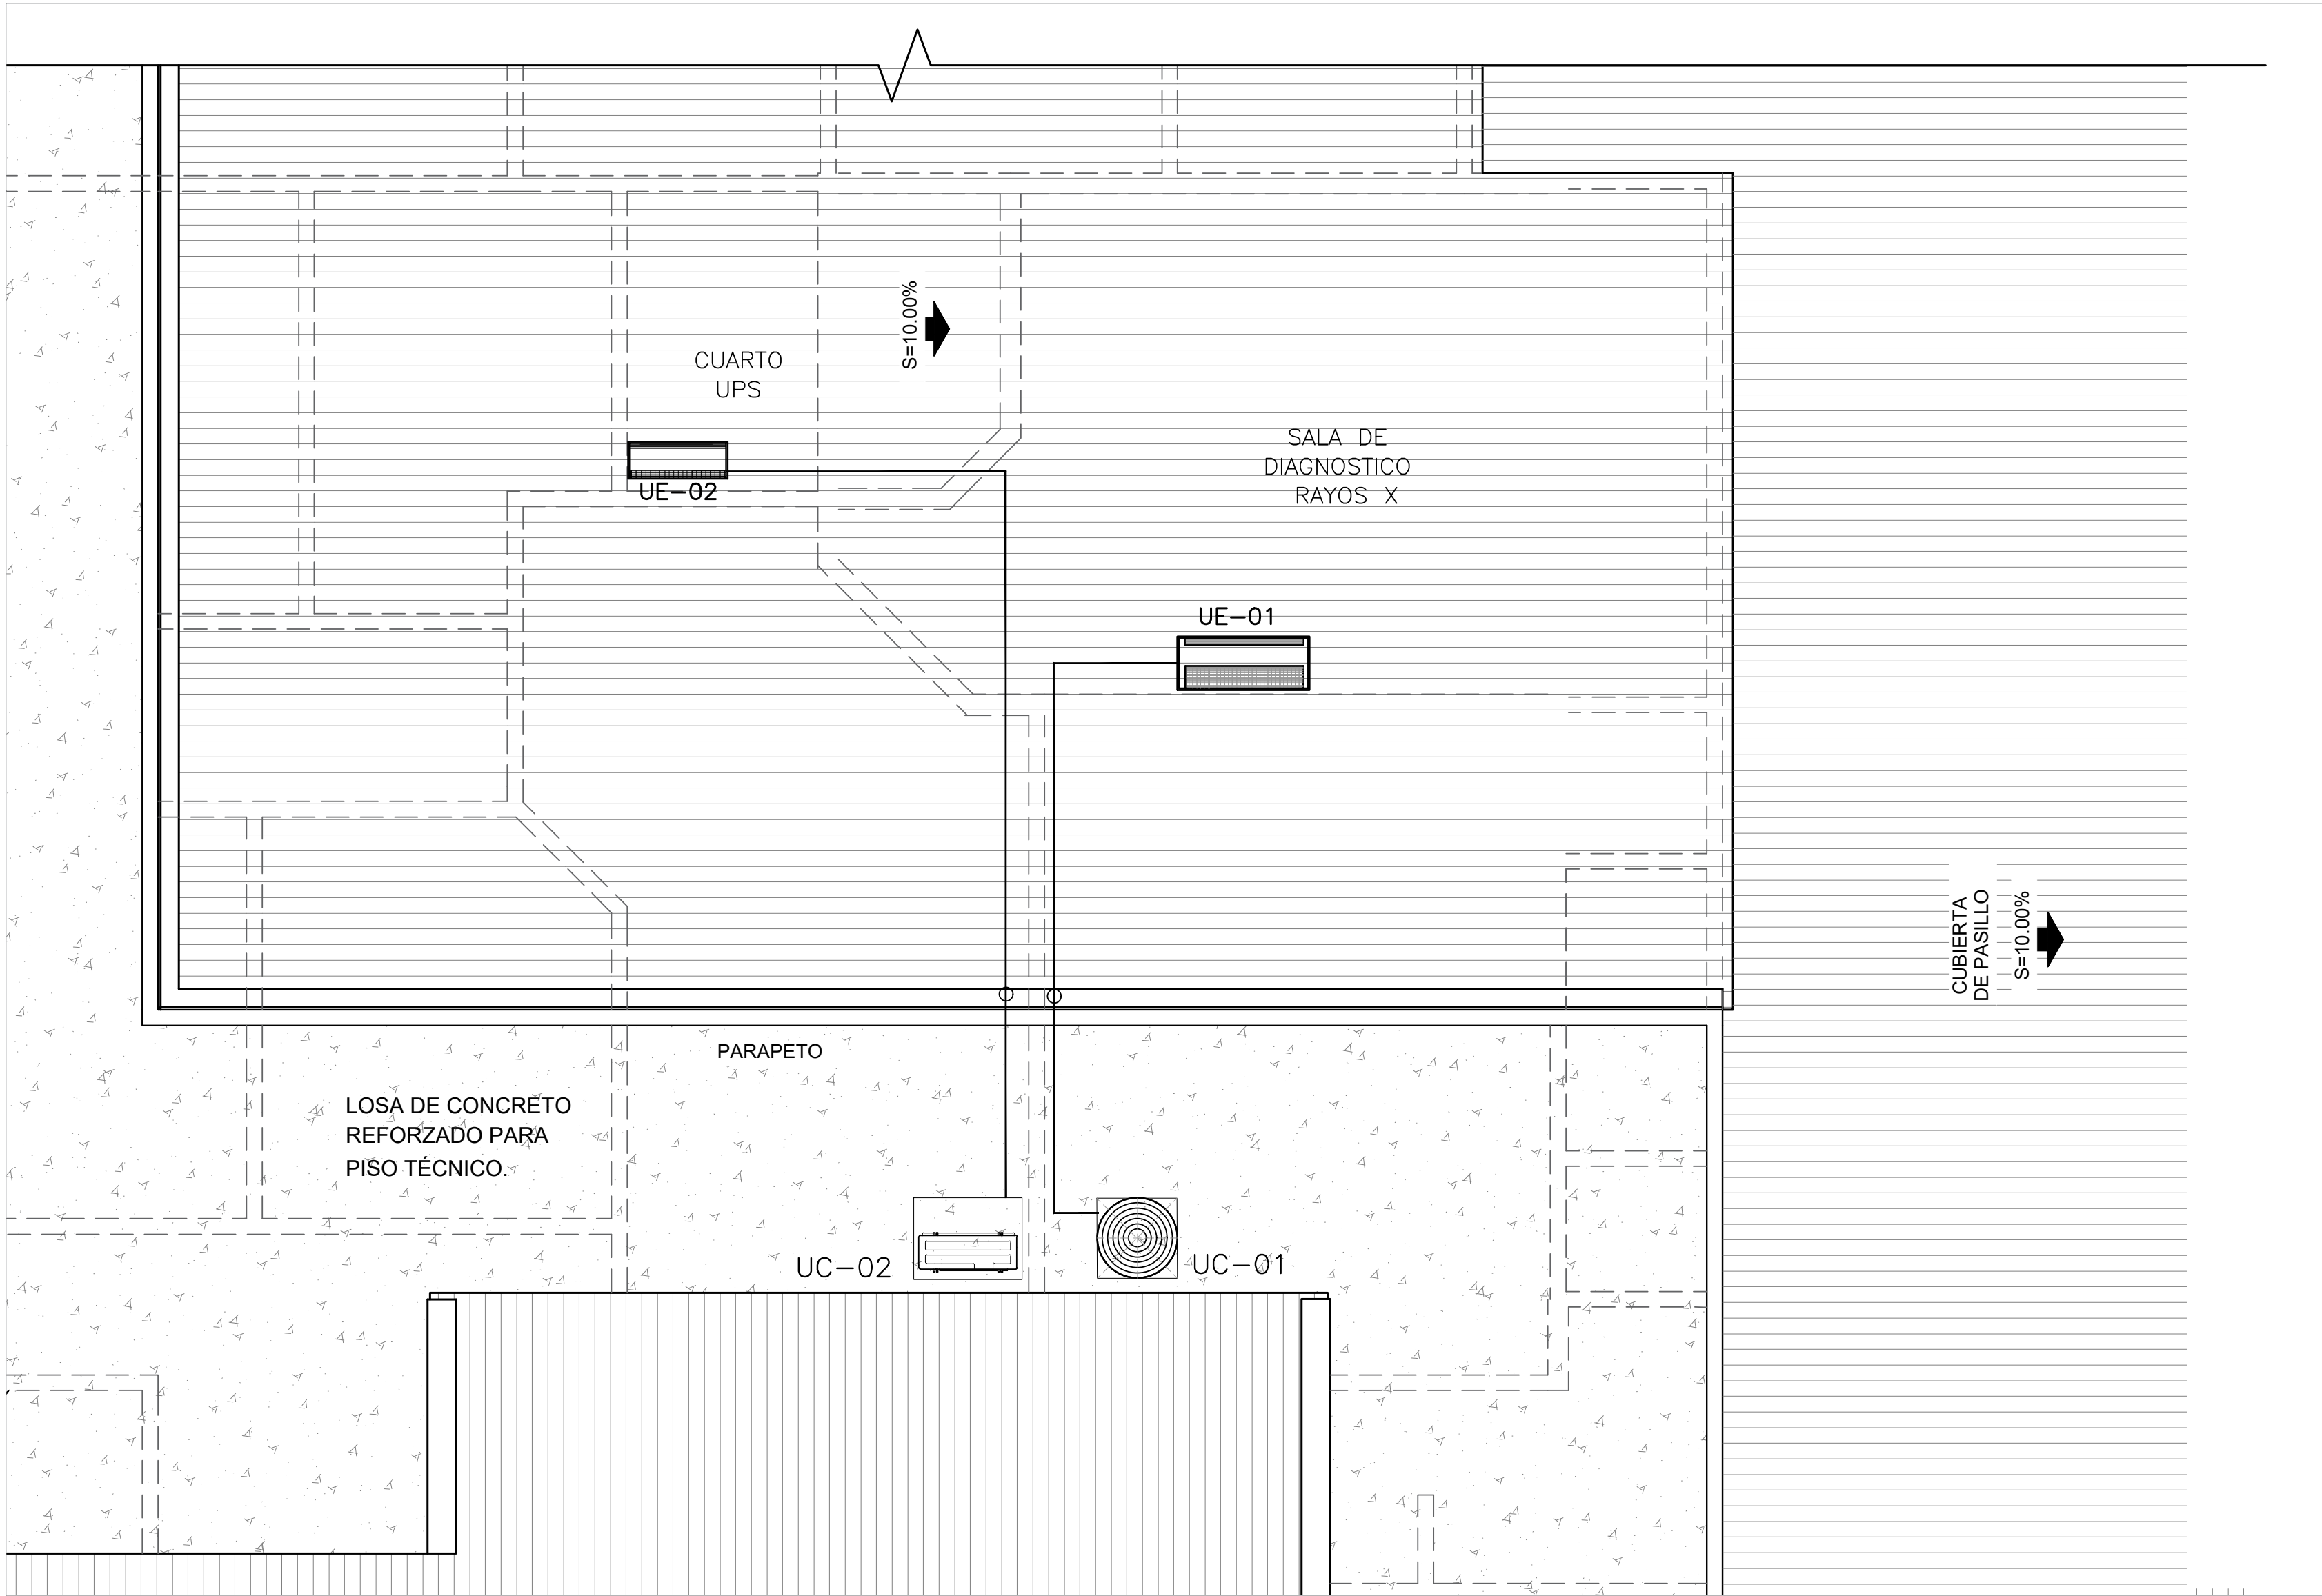 S=10.00%
CUARTO
UPS
SALA DE
DIAGNOSTICO
RAYOS X
UE-02
UE-01
CUBIERTA
DE PASILLO
S=10.00%
PARAPETO
LOSA DE CONCRETO
REFORZADO PARA
PISO TÉCNICO.
UC-02
UC-01